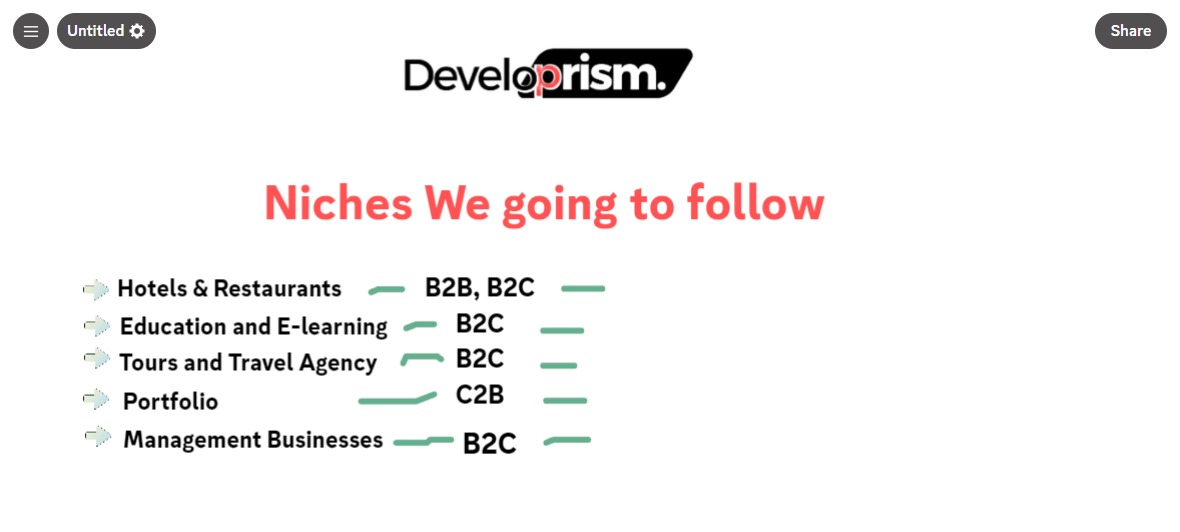 Untitled
Share
Developrism.
Niches We going to follow
Hotels & Restaurants B2B, B2C
Education and E-learning B2C
Tours and Travel Agency B2C
Portfolio C2B
Management Businesses B2C